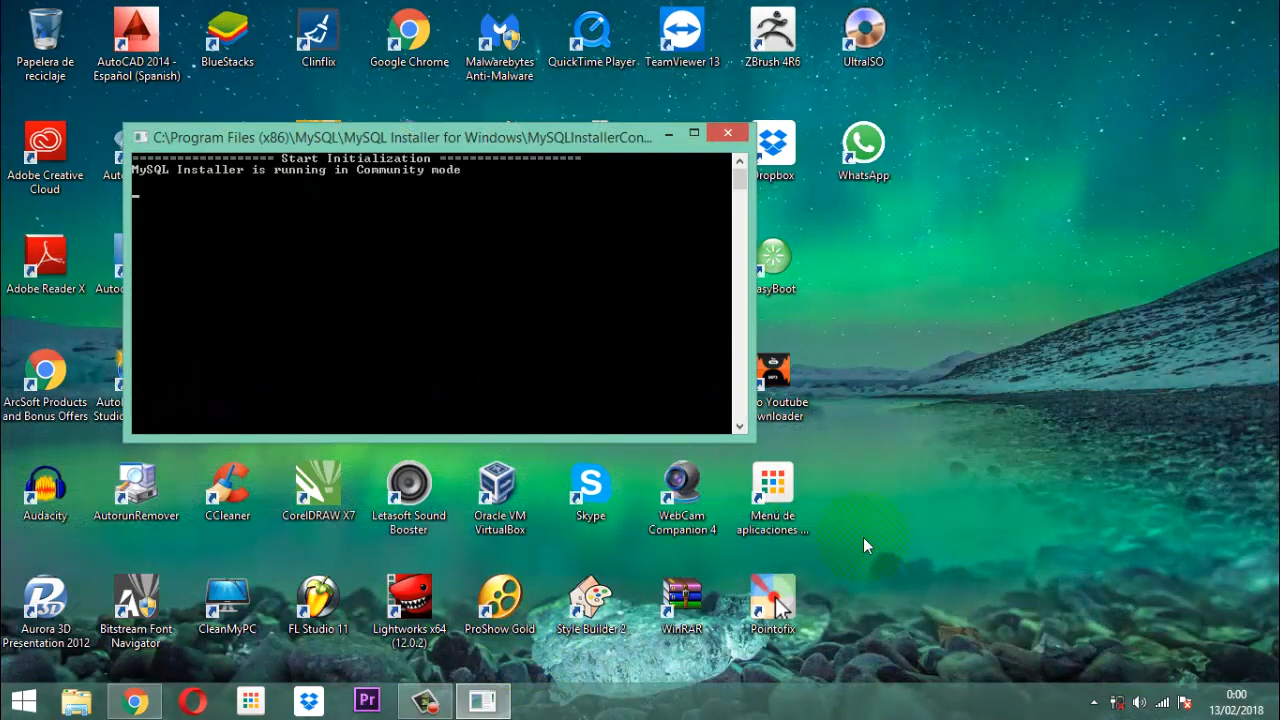 Papelera de
reciclaje
AutoCAD 2014 -
Español (Spanish)
BlueStacks
Clinflix
Google Chrome
Malwarebytes
Anti-Malware
QuickTime Player
TeamViewer 13
ZBrush 4R6
UltraISO
C:\Program Files (x86)\MySQL\MySQL Installer for Windows\MySQLInstallerCon...
=================== Start Initialization ===================
MySQL Installer is running in Community mode
Adobe Creative
Cloud
WhatsApp
Adobe Reader X
ArcSoft Products
and Bonus Offers
Audacity
AutorunRemover
CCleaner
CorelDRAW X7
Letasoft Sound
Booster
Oracle VM
VirtualBox
Skype
WebCam
Companion 4
Menú de
aplicaciones ...
Aurora 3D
Presentation 2012
Bitstream Font
Navigator
CleanMyPC
FL Studio 11
Lightworks x64
(12.0.2)
ProShow Gold
Style Builder 2
WinRAR
Pointofix
Pr
0:00
13/02/2018